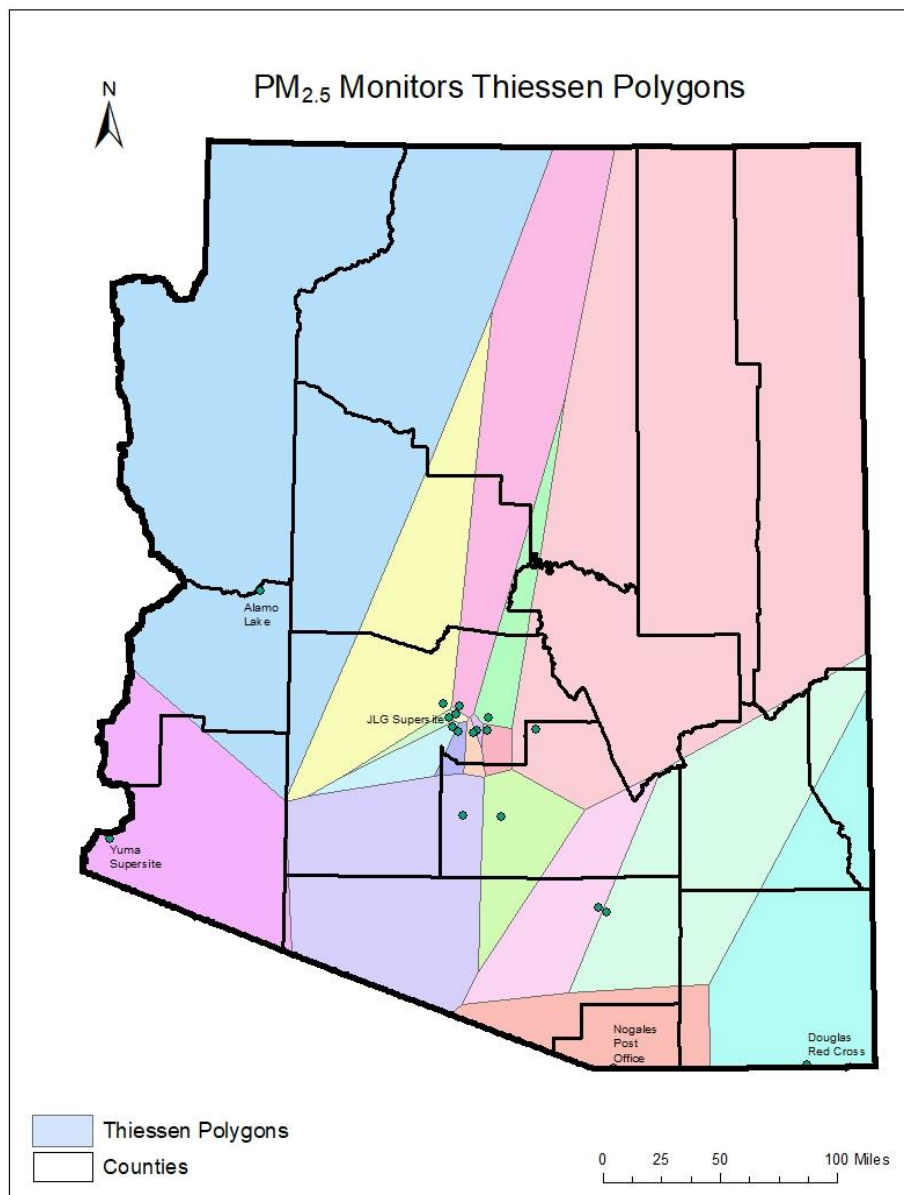 N
PM2.5 Monitors Thiessen Polygons
Alamo
Lake
JLG Supersite
Yuma
Supersite
Nogales
Post
Office
Douglas
Red Cross
Thiessen Polygons
Counties
0 25 50 100 Miles